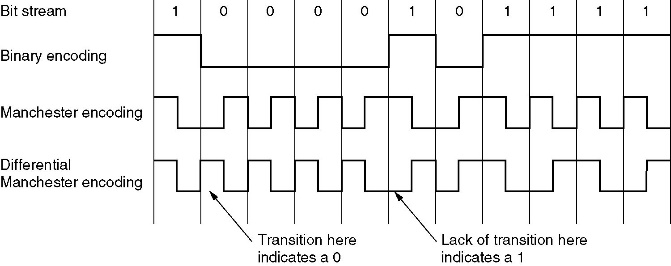 Bit stream 1 0 0 0 0 1 0 1 1 1 1
Binary encoding
Manchester encoding
Differential
Manchester encoding
Transition here
indicates a 0
Lack of transition here
indicates a 1